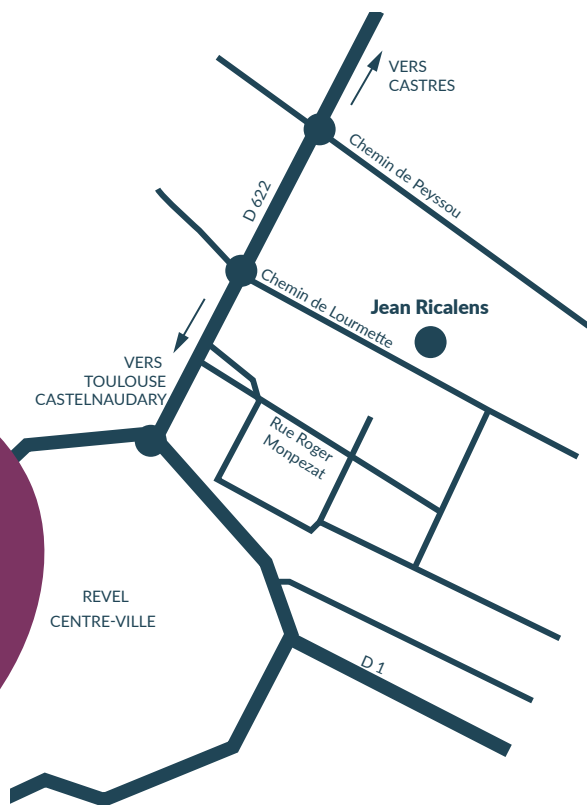 VERS
CASTRES
Chemin de Peyssou
D 622
Chemin de Lourmette
Jean Ricalens
VERS
TOULOUSE
CASTELNAUDARY
Rue Roger
Monpezat
REVEL
CENTRE-VILLE
D 1